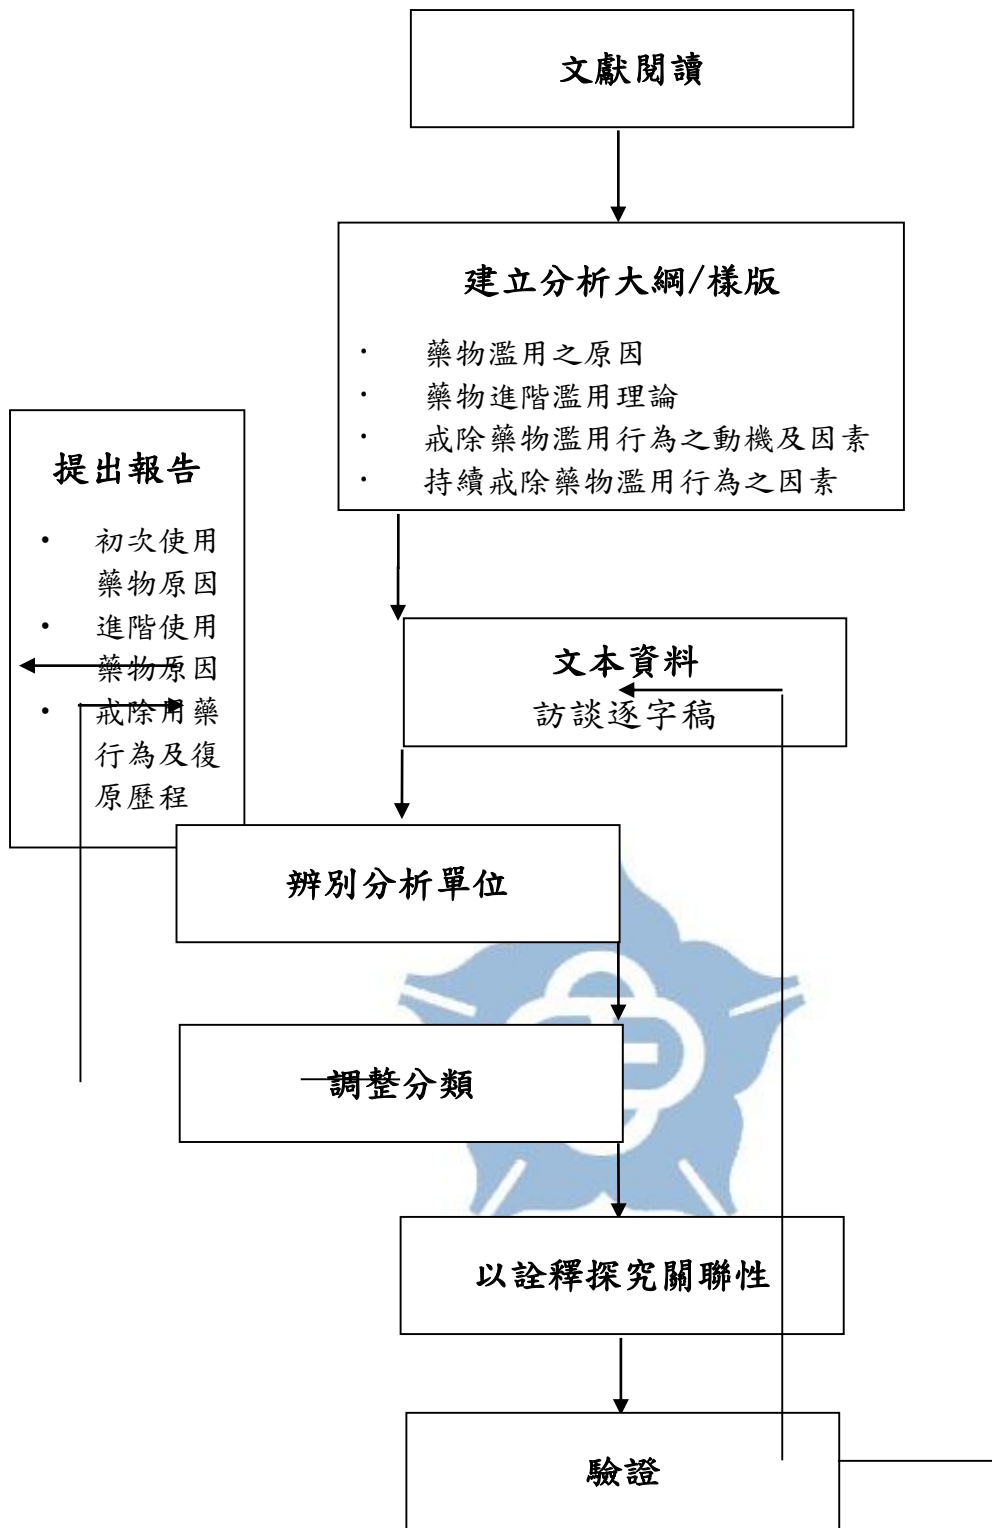 文獻閱讀
建立分析大綱/樣版
· 藥物濫用之原因
· 藥物進階濫用理論
· 戒除藥物濫用行為之動機及因素
· 持續戒除藥物濫用行為之因素
提出報告
· 初次使用
藥物原因
· 進階使用
藥物原因
· 戒除用藥
行為及復
原歷程
文本資料
訪談逐字稿
辨別分析單位
調整分類
以詮釋探究關聯性
驗證